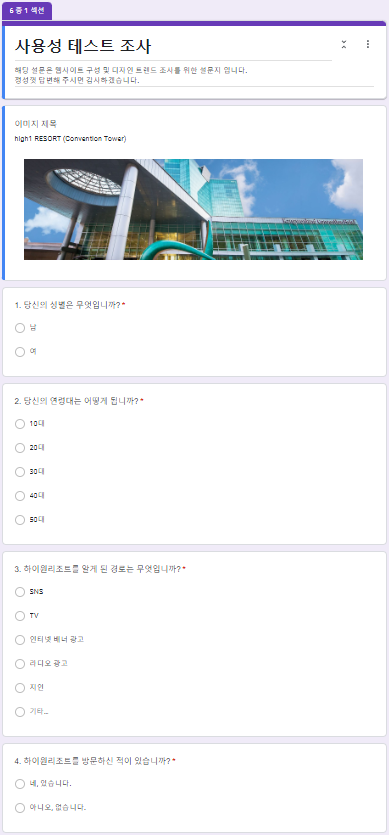 6 중 1 섹션
사용성 테스트 조사
해당 설문은 웹사이트 구성 및 디자인 트랜드 조사를 위한 설문지 입니다.
정성껏 답변해 주시면 감사하겠습니다.
이미지 제목
high1 RESORT (Convention Tower)
1. 당신의 성별은 무엇입니까? *
남
여
2. 당신의 연령대는 어떻게 됩니까? *
10대
20대
30대
40대
50대
3. 하이원리조트를 알게 된 경로는 무엇입니까? *
SNS
TV
인터넷 배너 광고
라디오 광고
지인
기타...
4. 하이원리조트를 방문하신 적이 있습니까? *
네, 있습니다.
아니오, 없습니다.